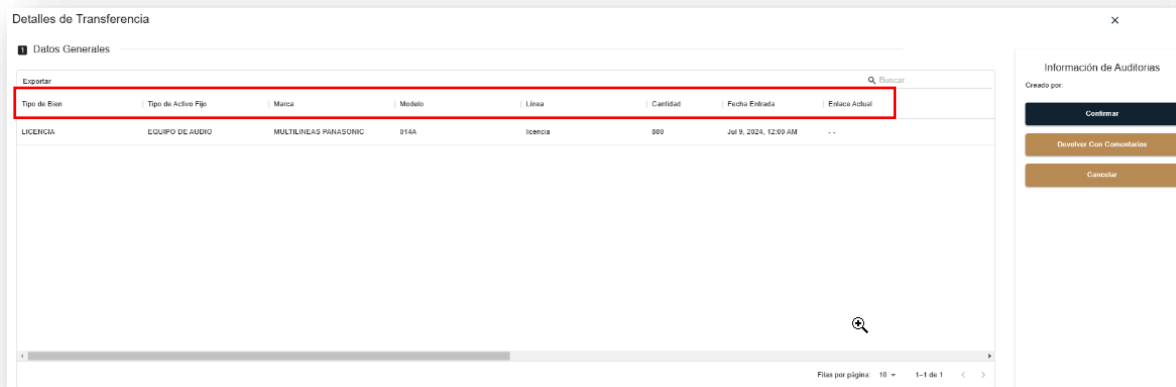 Detalles de Transferencia
1 Datos Generales
Exportar
Buscar
Tipo de Bien Tipo de Activo Fijo Marca Modelo Línea Cantidad Fecha Entrada Enlace Actual
LICENCIA EQUIPO DE AUDIO MULTILINEAS PANASONIC 014A licencia 800 Jul 9, 2024, 12:00 AM - -
Filas por página: 10 1–1 de 1
Información de Auditorias
Creado por:
Confirmar
Devolver Con Comentarios
Cancelar